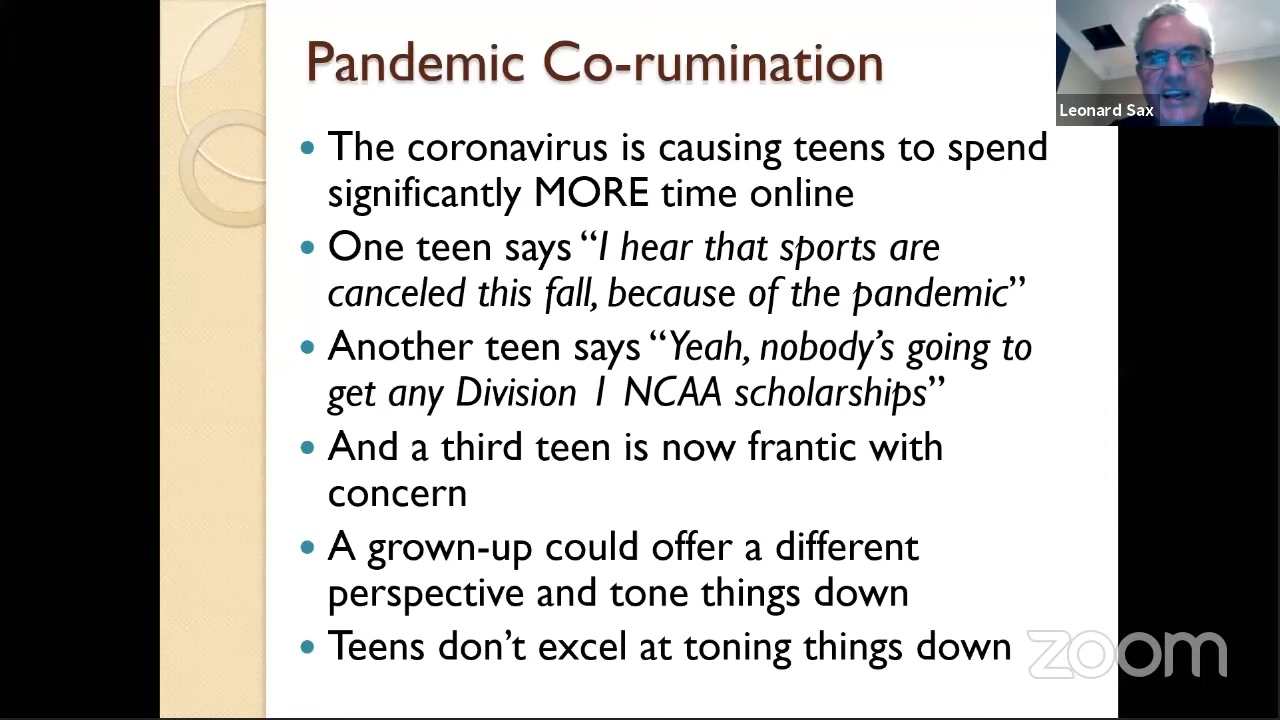 Pandemic Co-rumination
Leonard Sax
• The coronavirus is causing teens to spend
significantly MORE time online
• One teen says “I hear that sports are
canceled this fall, because of the pandemic”
• Another teen says “Yeah, nobody’s going to
get any Division 1 NCAA scholarships”
• And a third teen is now frantic with
concern
• A grown-up could offer a different
perspective and tone things down
• Teens don’t excel at toning things down
zoom